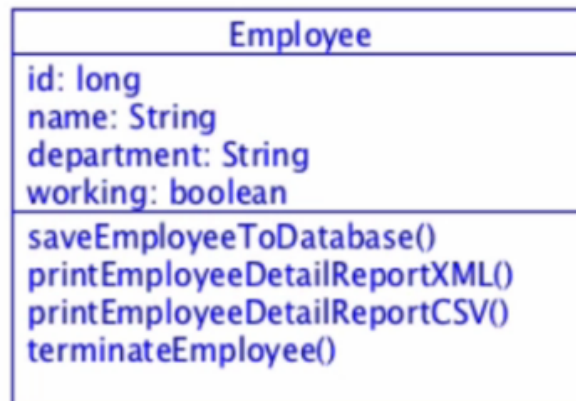 Employee
id: long
name: String
department: String
working: boolean
saveEmployeeToDatabase()
printEmployeeDetailReportXML()
printEmployeeDetailReportCSV()
terminateEmployee()